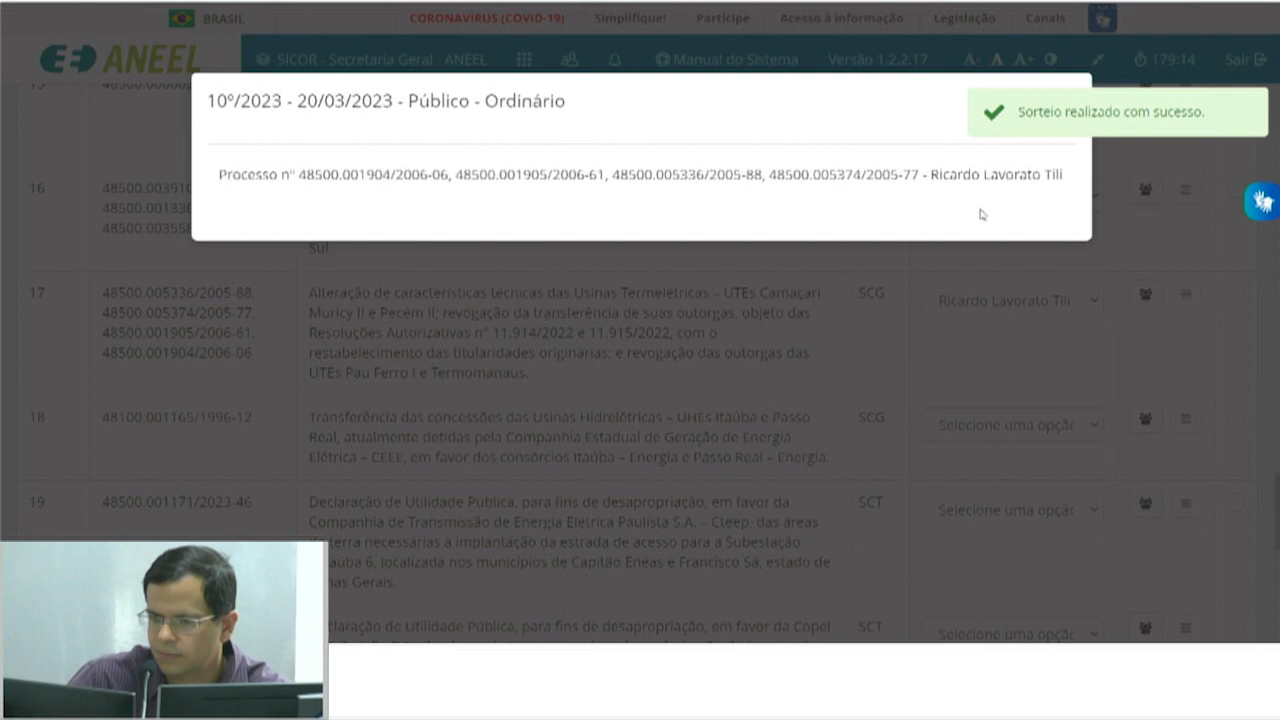 BRASIL CORONAVÍRUS (COVID-19) Simplifique! Participe Acesso à informação Legislação Canais
ANEEL SICOR - Secretaria Geral - ANEEL Manual do Sistema Versão 1.2.2.17 A- A A+ 179:14 Sair
10º/2023 - 20/03/2023 - Público - Ordinário
Sorteio realizado com sucesso.
Processo nº 48500.001904/2006-06, 48500.001905/2006-61, 48500.005336/2005-88, 48500.005374/2005-77 - Ricardo Lavorato Tili
16
Sul.
17 48500.005336/2005-88, Alteração de características técnicas das Usinas Termelétricas – UTEs Camaçari SCG Ricardo Lavorato Tili
48500.005374/2005-77, Muricy II e Pecém II; revogação da transferência de suas outorgas, objeto das
48500.001905/2006-61, Resoluções Autorizativas nº 11.914/2022 e 11.915/2022, com o
48500.001904/2006-06 restabelecimento das titularidades originárias; e revogação das outorgas das
UTEs Pau Ferro I e Termomanaus.
18 48100.001165/1996-12 Transferência das concessões das Usinas Hidrelétricas – UHEs Itaúba e Passo SCG Selecione uma opçã
Real, atualmente detidas pela Companhia Estadual de Geração de Energia
Elétrica – CEEE, em favor dos consórcios Itaúba – Energia e Passo Real – Energia.
19 48500.001171/2023-46 Declaração de Utilidade Pública, para fins de desapropriação, em favor da SCT Selecione uma opçã
Companhia de Transmissão de Energia Elétrica Paulista S.A. – Cteep, das áreas
de terra necessárias à implantação da estrada de acesso para a Subestação
6, localizada nos municípios de Capitão Enéas e Francisco Sá, estado de
Gerais.
de Utilidade Pública, para fins de desapropriação, em favor da Copel SCT Selecione uma opçã